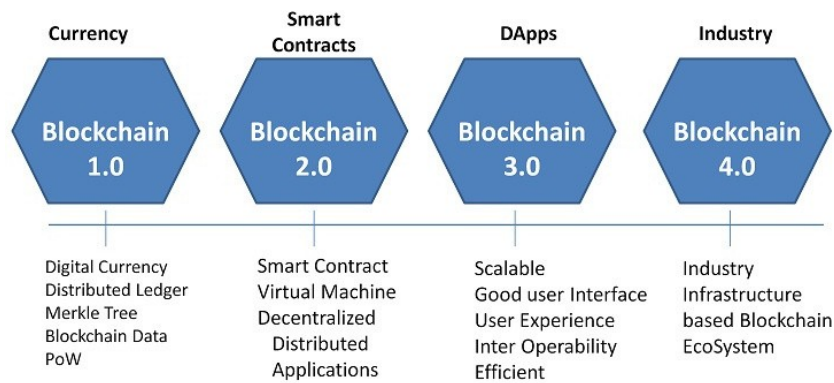 Currency
Smart
Contracts
DApps
Industry
Blockchain
1.0
Blockchain
2.0
Blockchain
3.0
Blockchain
4.0
Digital Currency
Distributed Ledger
Merkle Tree
Blockchain Data
PoW
Smart Contract
Virtual Machine
Decentralized
Distributed
Applications
Scalable
Good user Interface
User Experience
Inter Operability
Efficient
Industry
Infrastructure
based Blockchain
EcoSystem